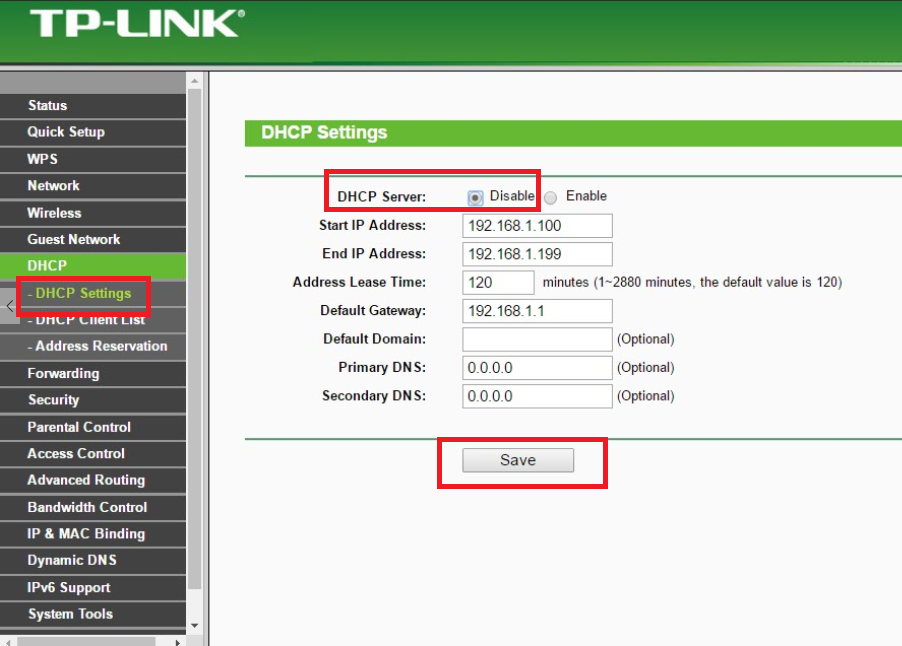 TP-LINK®
Status
Quick Setup
WPS
Network
Wireless
Guest Network
DHCP
- DHCP Settings
- DHCP Client List
- Address Reservation
Forwarding
Security
Parental Control
Access Control
Advanced Routing
Bandwidth Control
IP & MAC Binding
Dynamic DNS
IPv6 Support
System Tools
DHCP Settings
DHCP Server: Disable Enable
Start IP Address: 192.168.1.100
End IP Address: 192.168.1.199
Address Lease Time: 120 minutes (1~2880 minutes, the default value is 120)
Default Gateway: 192.168.1.1
Default Domain: (Optional)
Primary DNS: 0.0.0.0 (Optional)
Secondary DNS: 0.0.0.0 (Optional)
Save